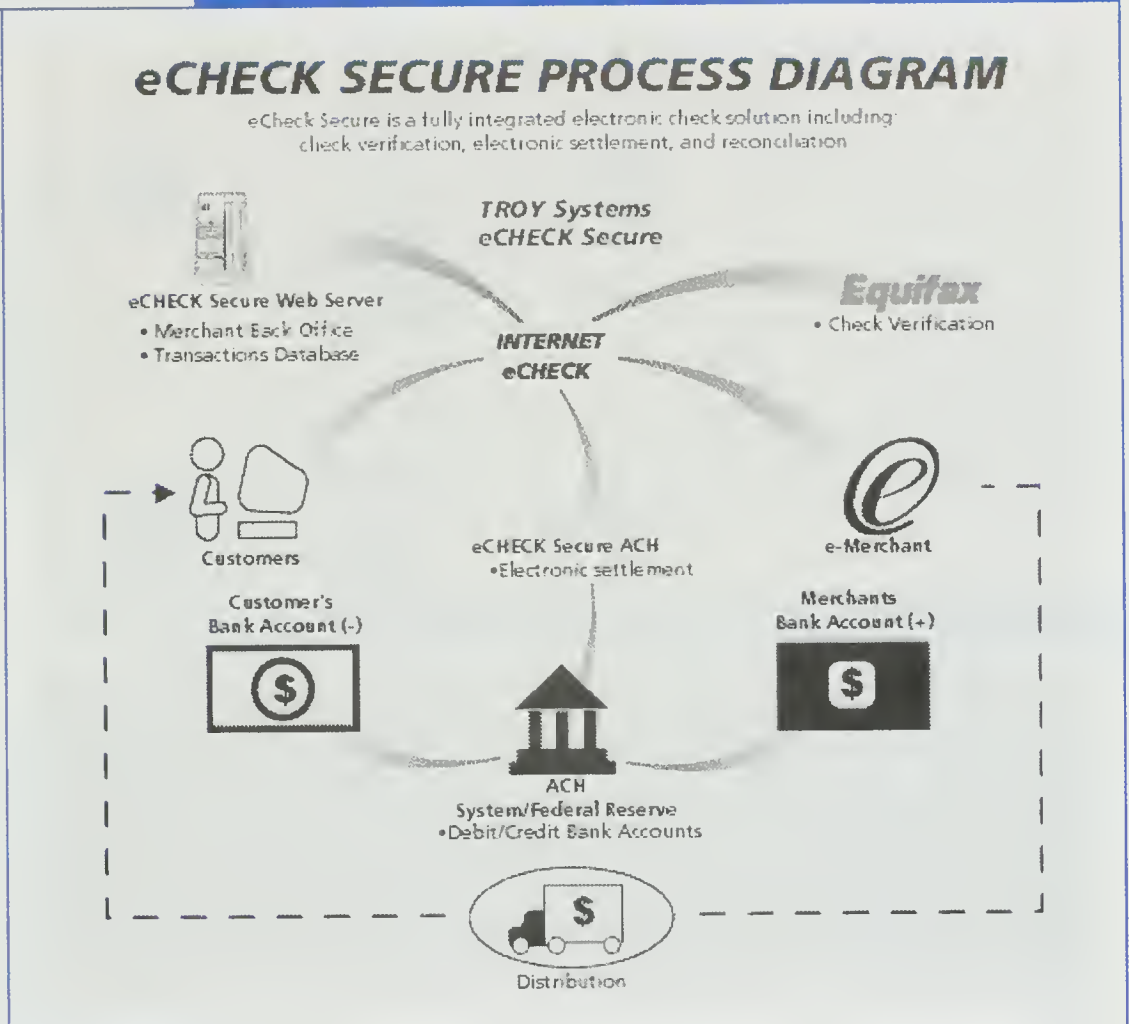 eCHECK SECURE PROCESS DIAGRAM
eCheck Secure is a fully integrated electronic check solution including:
check verification, electronic settlement, and reconciliation
TROY Systems
eCHECK Secure
eCHECK Secure Web Server
• Merchant Back Office
• Transactions Database
Equifax
• Check Verification
INTERNET
eCHECK
Customers
eCHECK Secure ACH
•Electronic settlement
e
e-Merchant
Customer's
Bank Account (-)
$
Merchants
Bank Account (+)
$
ACH
System/Federal Reserve
•Debit/Credit Bank Accounts
$
Distribution